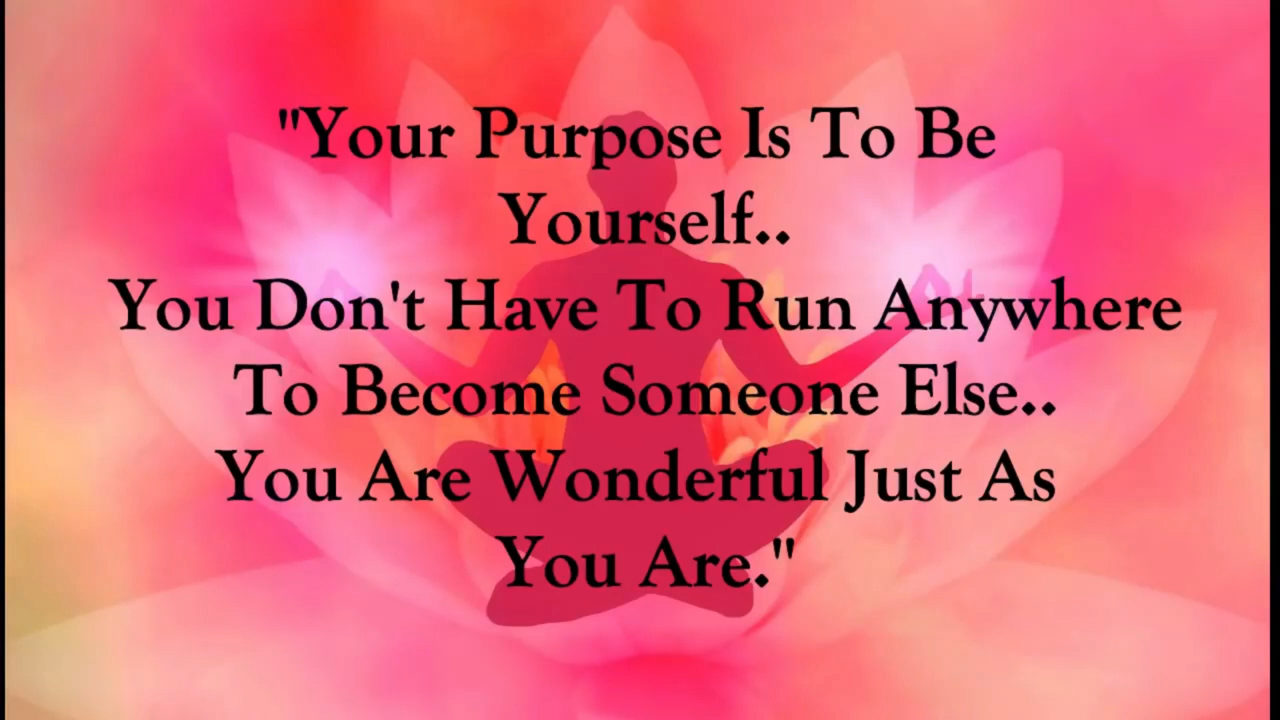 "Your Purpose Is To Be
Yourself..
You Don't Have To Run Anywhere
To Become Someone Else..
You Are Wonderful Just As
You Are."